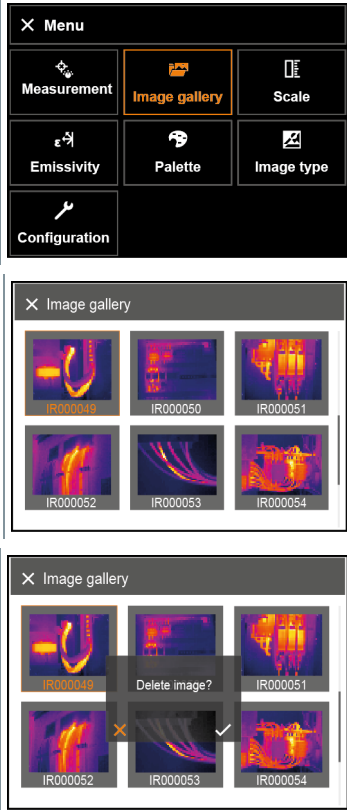 Menu
Measurement Image gallery Scale
Emissivity Palette Image type
Configuration
Image gallery
IR000049 IR000050 IR000051
IR000052 IR000053 IR000054
Image gallery
IR000049 Delete image? IR000051
IR000052 IR000053 IR000054